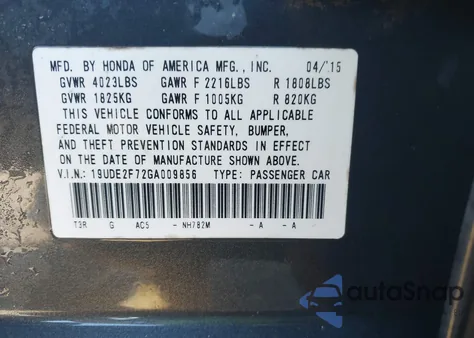 MFD. BY HONDA OF AMERICA MFG., INC. 04/'15
GVWR 4023LBS GAWR F 2216LBS R 1808LBS
GVWR 1825KG GAWR F 1005KG R 820KG
THIS VEHICLE CONFORMS TO ALL APPLICABLE
FEDERAL MOTOR VEHICLE SAFETY, BUMPER,
AND THEFT PREVENTION STANDARDS IN EFFECT
ON THE DATE OF MANUFACTURE SHOWN ABOVE.
V.I.N.: 19UDE2F72GA009856 TYPE: PASSENGER CAR
T3R G AC5 - NH782M - A - A
autoSnap